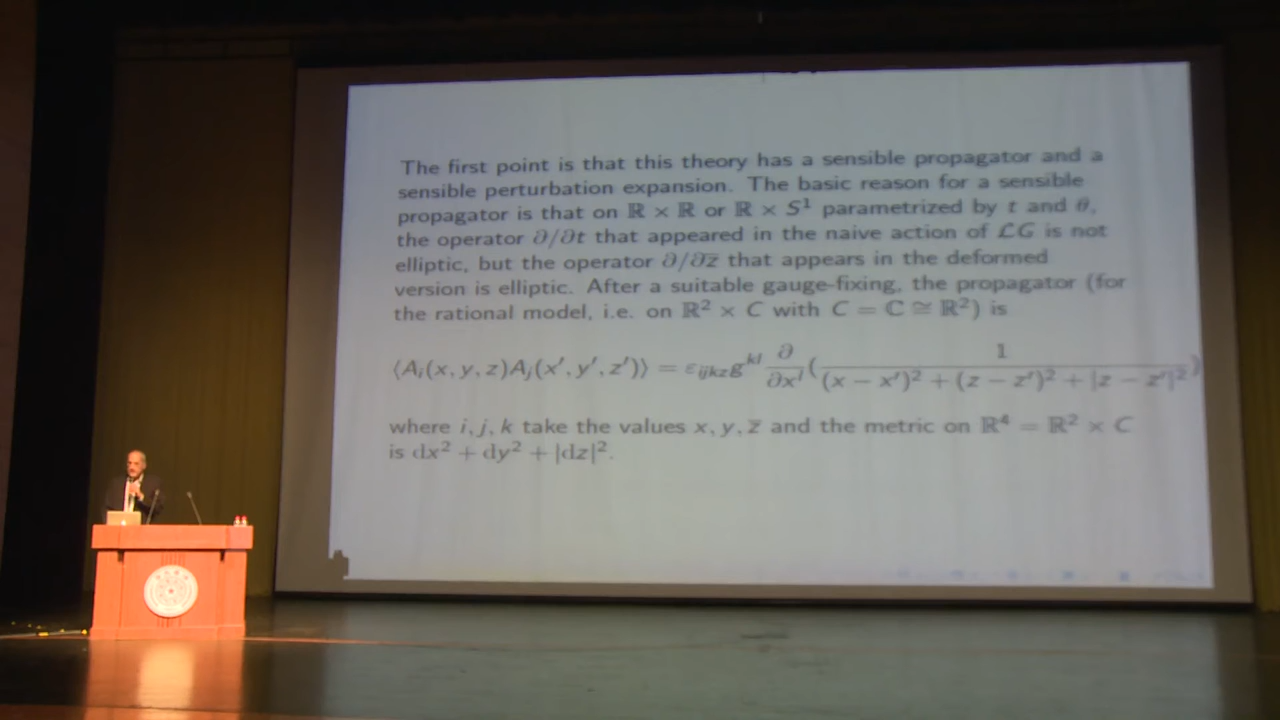 The first point is that this theory has a sensible propagator and a
sensible perturbation expansion. The basic reason for a sensible
propagator is that on ℝ × ℝ or ℝ × S¹ parametrized by t and θ,
the operator ∂/∂t that appeared in the naive action of ℒG is not
elliptic, but the operator ∂/∂z̅ that appears in the deformed
version is elliptic. After a suitable gauge-fixing, the propagator (for
the rational model, i.e. on ℝ² × C with C = ℂ ≅ ℝ²) is
⟨Aᵢ(x, y, z)Aⱼ(x′, y′, z′)⟩ = ε_{ijkz}g^{kl} ∂/∂x^l (1/((x − x′)² + (z − z′)² + |z − z′|²))
where i, j, k take the values x, y, z̅ and the metric on ℝ⁴ = ℝ² × C
is dx² + dy² + |dz|².